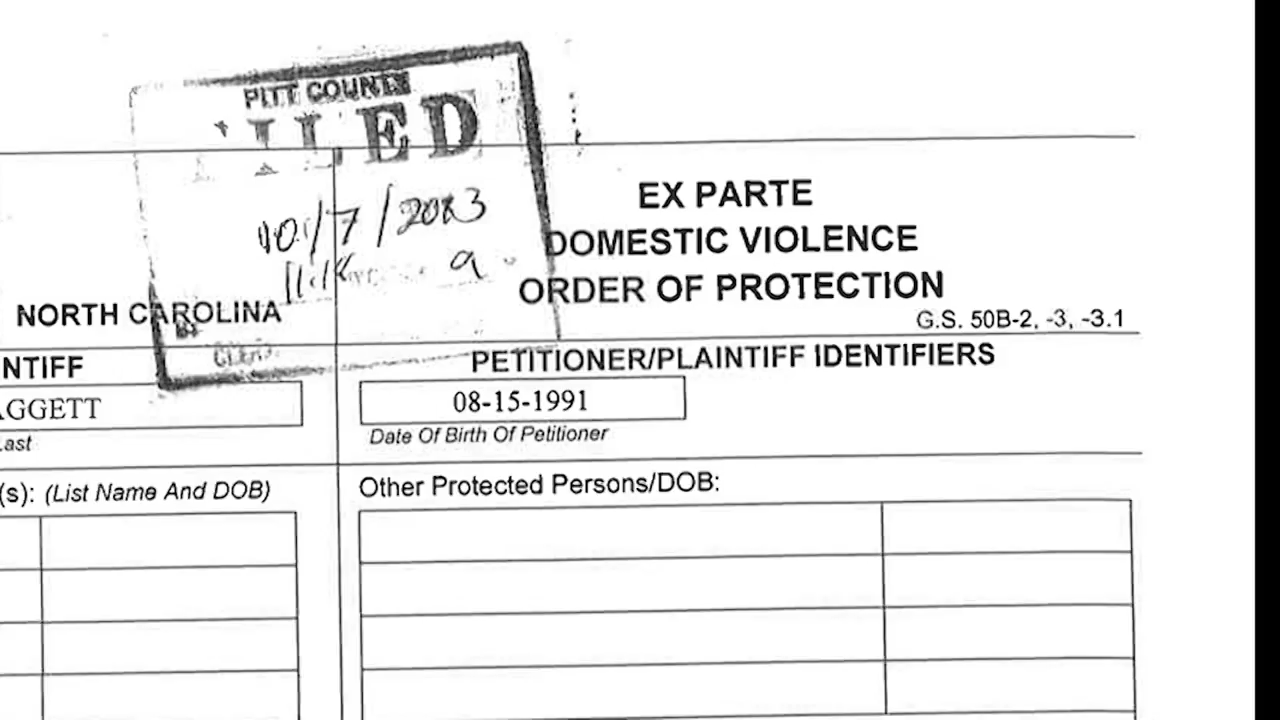 PITT COUNTY
FILED
10/7/2023
EX PARTE
DOMESTIC VIOLENCE
ORDER OF PROTECTION
NORTH CAROLINA
G.S. 50B-2, -3, -3.1
NTIFF
PETITIONER/PLAINTIFF IDENTIFIERS
AGGETT
08-15-1991
Last
Date Of Birth Of Petitioner
(s): (List Name And DOB)
Other Protected Persons/DOB: